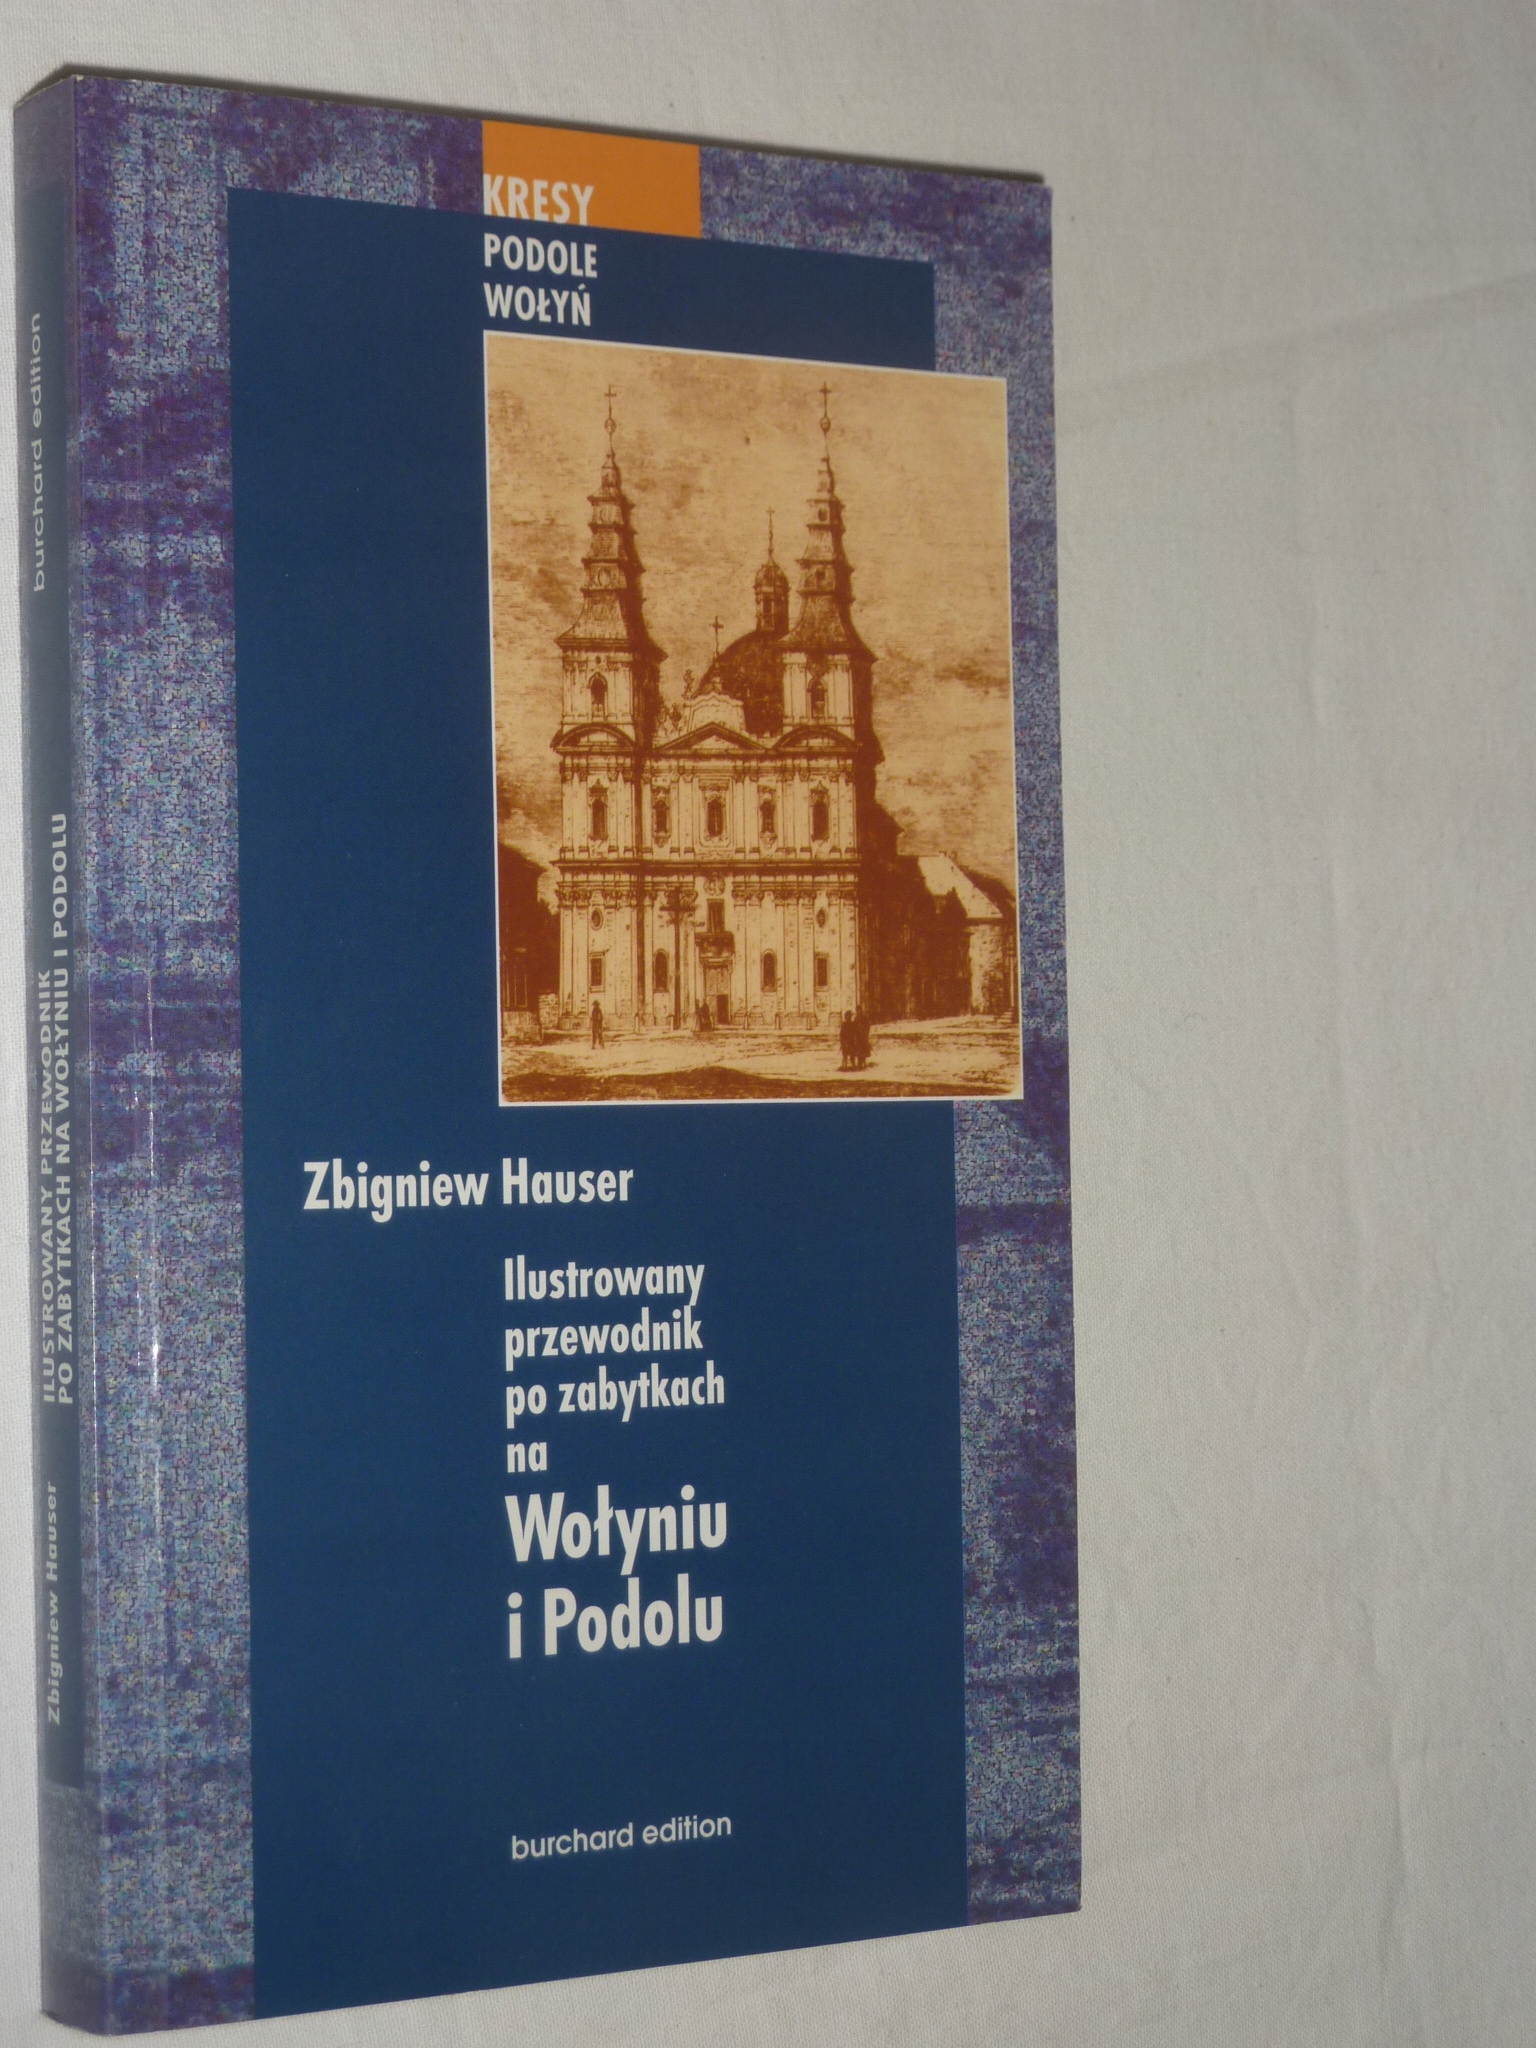 KRESY
PODOLE
WOŁYŃ
Zbigniew Hauser
Ilustrowany
przewodnik
po zabytkach
na
Wołyniu
i Podolu
burchard edition
Zbigniew Hauser
ILUSTROWANY PRZEWODNIK
PO ZABYTKACH NA WOŁYNIU I PODOLU
burchard edition